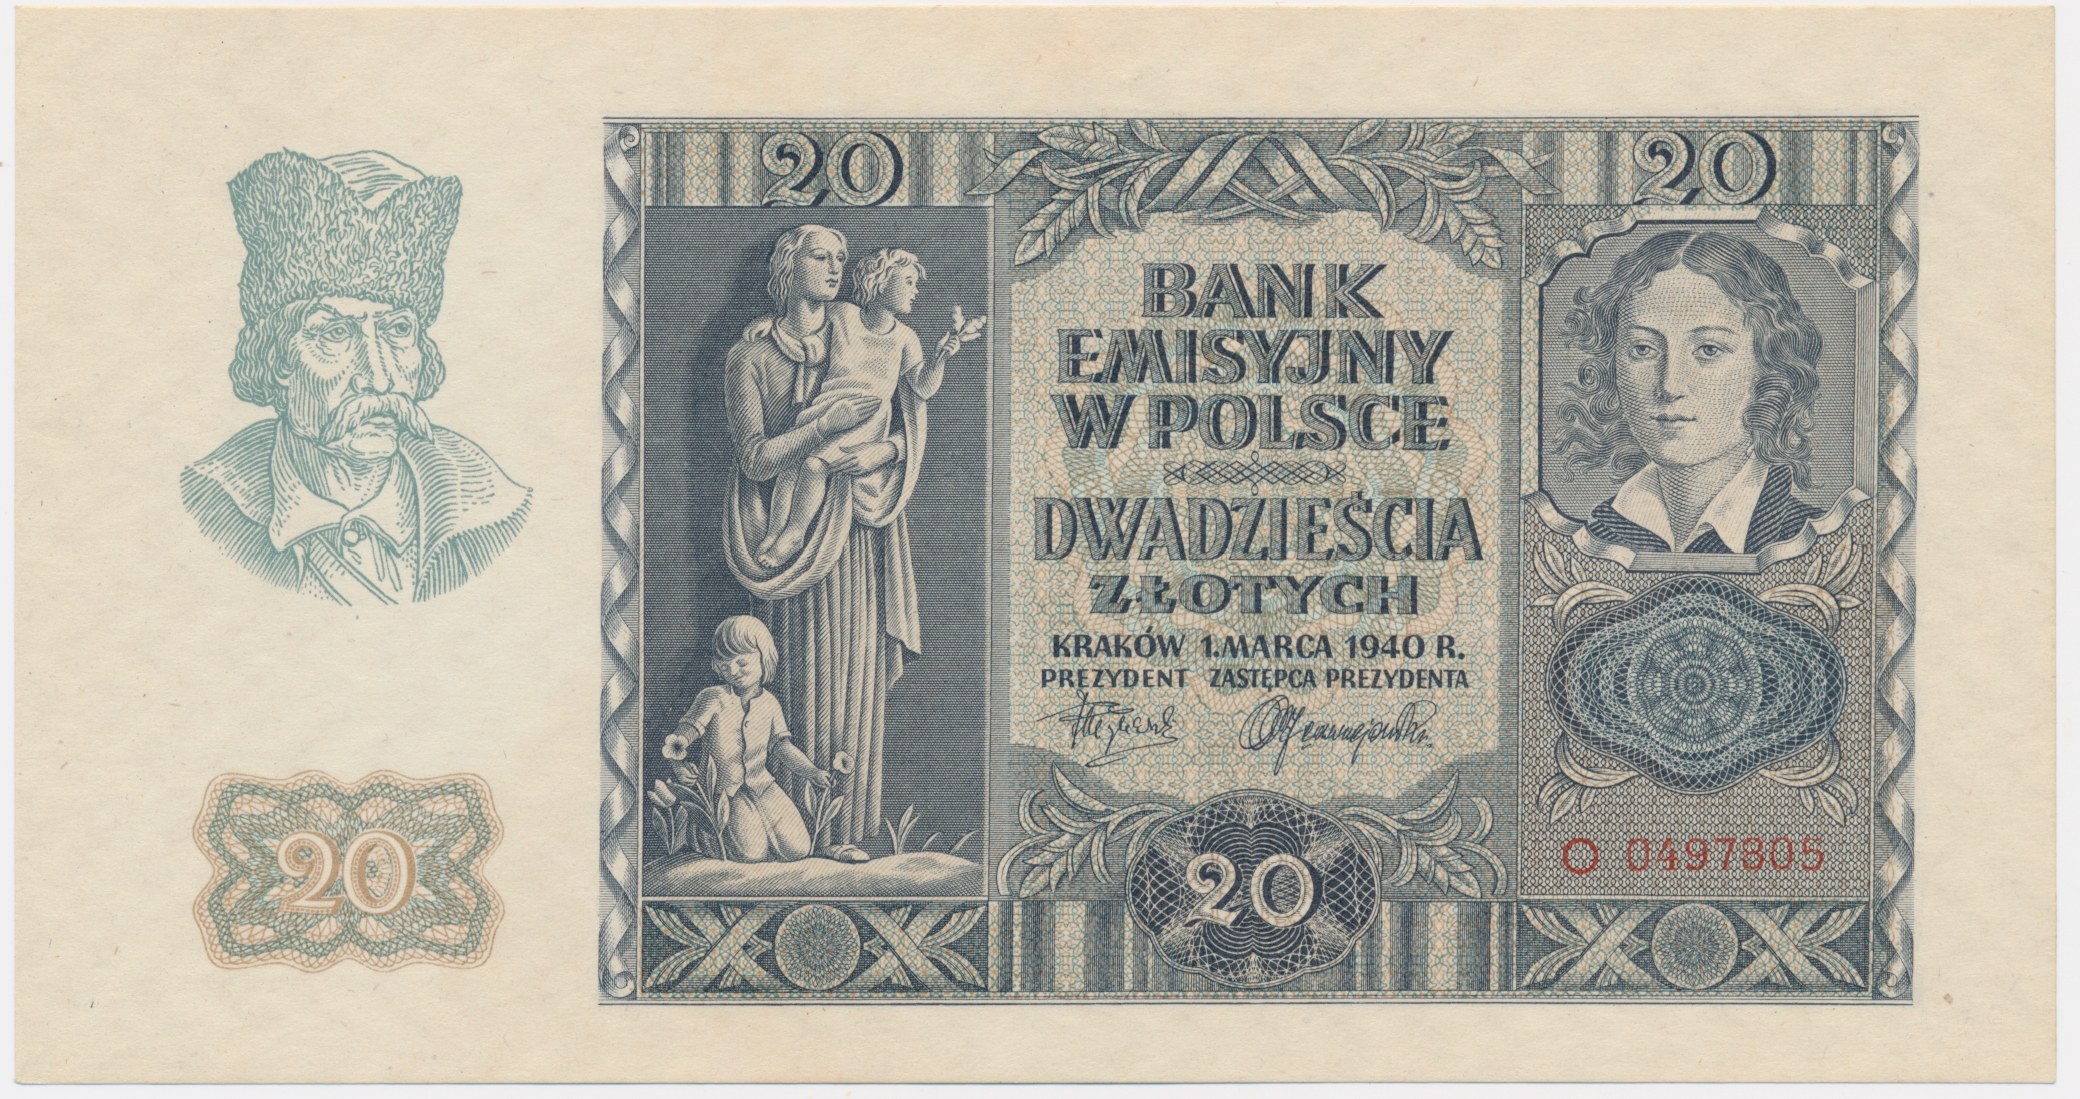 20
20
BANK
EMISYJNY
W POLSCE
DWADZIEŚCIA
ZŁOTYCH
KRAKÓW 1. MARCA 1940 R.
PREZYDENT ZASTĘPCA PREZYDENTA
O 0497805
20
20